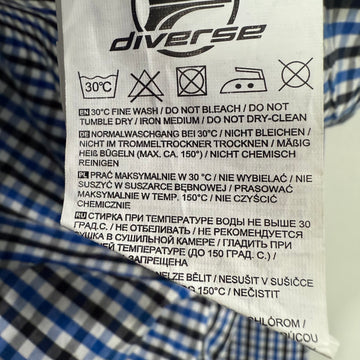 diverse
30°C
EN 30°C FINE WASH / DO NOT BLEACH / DO NOT
TUMBLE DRY / IRON MEDIUM / DO NOT DRY-CLEAN
DE NORMALWASCHGANG BEI 30°C / NICHT BLEICHEN /
NICHT IM TROMMELTROCKNER TROCKNEN / MÄßIG
HEIß BÜGELN (MAX. CA. 150°) / NICHT CHEMISCH
REINIGEN
PL PRAĆ MAKSYMALNIE W 30 °C / NIE WYBIELAĆ / NIE
SUSZYĆ W SUSZARCE BĘBNOWEJ / PRASOWAĆ
MAKSYMALNIE W TEMP. 150°C / NIE CZYŚCIĆ
CHEMICZNIE
RU СТИРКА ПРИ ТЕМПЕРАТУРЕ ВОДЫ НЕ ВЫШЕ 30
ГРАД.С. / НЕ ОТБЕЛИВАТЬ / НЕ РЕКОМЕНДУЕТСЯ
СУШКА В СУШИЛЬНОЙ КАМЕРЕ / ГЛАДИТЬ ПРИ
ТЕМПЕРАТУРЕ (ДО 150 ГРАД. С.) /
ЗАПРЕЩЕНА
NELZE BĚLIT / NESUŠIT V SUŠIČCE
150°C / NEČISTIT
CHLÓROM /